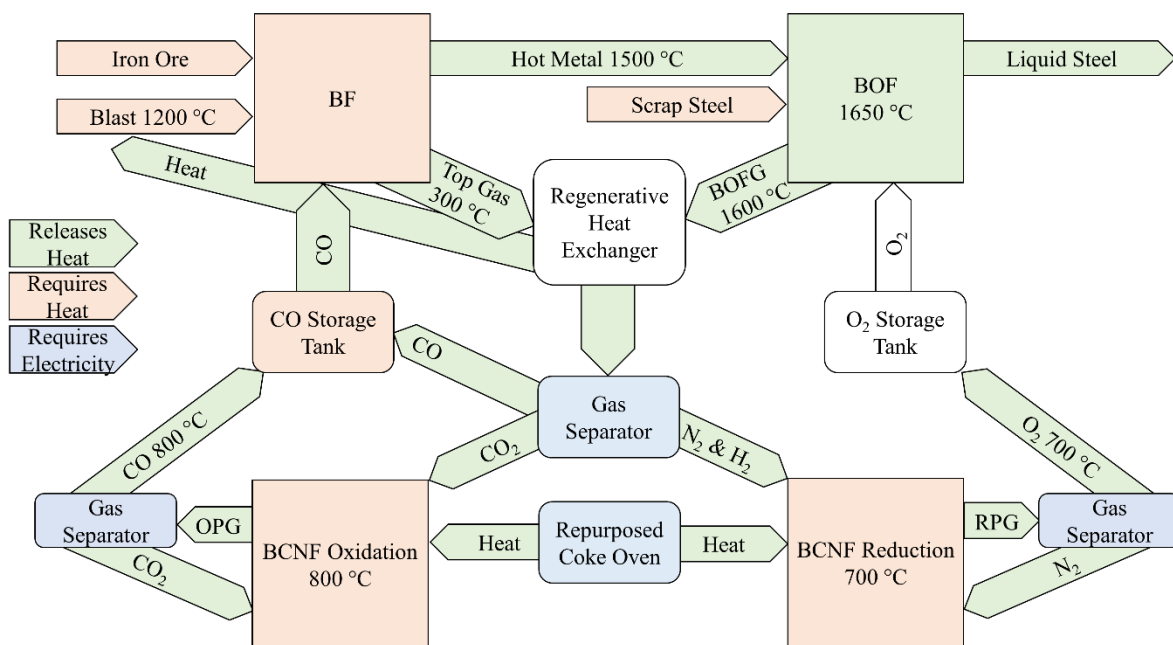 Iron Ore
BF
Hot Metal 1500 °C
BOF
1650 °C
Liquid Steel
Blast 1200 °C
Scrap Steel
Heat
Top Gas
300 °C
Regenerative
Heat
Exchanger
BOFG
1600 °C
Releases
Heat
Requires
Heat
Requires
Electricity
CO
O₂
CO Storage
Tank
O₂ Storage
Tank
CO
Gas
Separator
CO 800 °C
CO₂
N₂ & H₂
O₂ 700 °C
Gas
Separator
OPG
BCNF Oxidation
800 °C
Heat
Repurposed
Coke Oven
Heat
BCNF Reduction
700 °C
RPG
Gas
Separator
CO₂
N₂